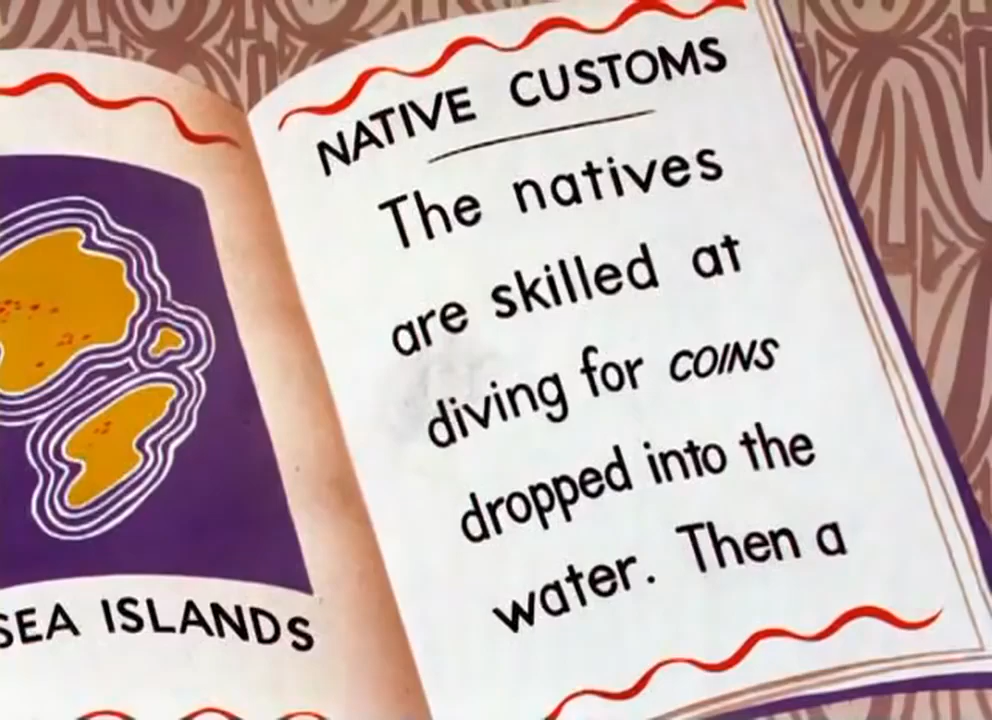 SEA ISLANDS
NATIVE CUSTOMS
The natives
are skilled at
diving for COINS
dropped into the
water. Then a